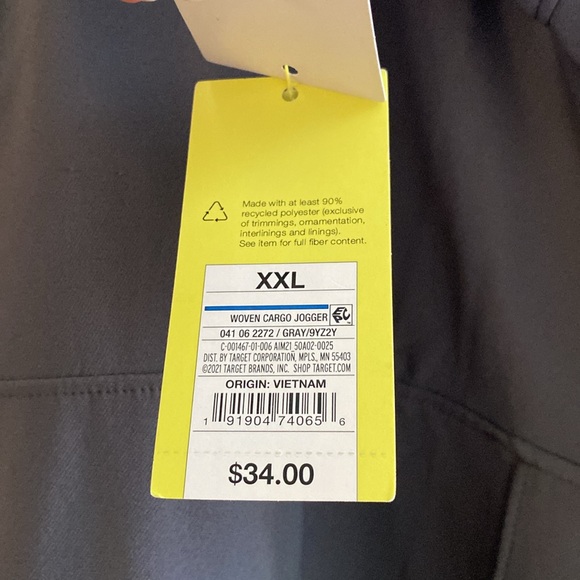 Made with at least 90%
recycled polyester (exclusive
of trimmings, ornamentation,
interlinings and linings).
See item for full fiber content.
XXL
WOVEN CARGO JOGGER
041 06 2272 / GRAY/9YZ2Y
C-001467-01-006 AIM21_50A02-0025
DIST. BY TARGET CORPORATION, MPLS., MN 55403
©2021 TARGET BRANDS, INC. SHOP TARGET.COM
ORIGIN: VIETNAM
1 91904 74065 6
$34.00